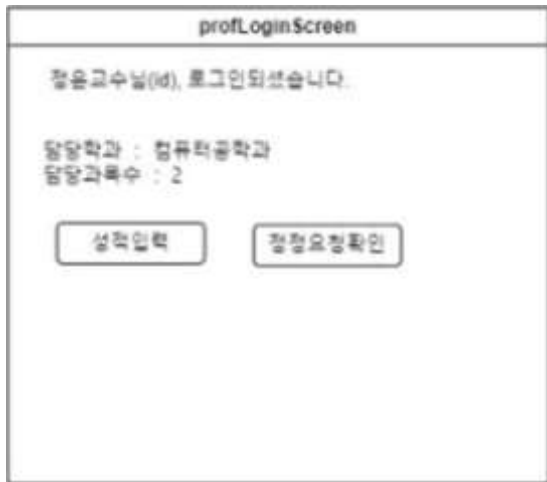 profLoginScreen
정윤교수님(id), 로그인되셨습니다.
담당학과 : 컴퓨터공학과
담당과목수 : 2
성적입력
정정요청확인